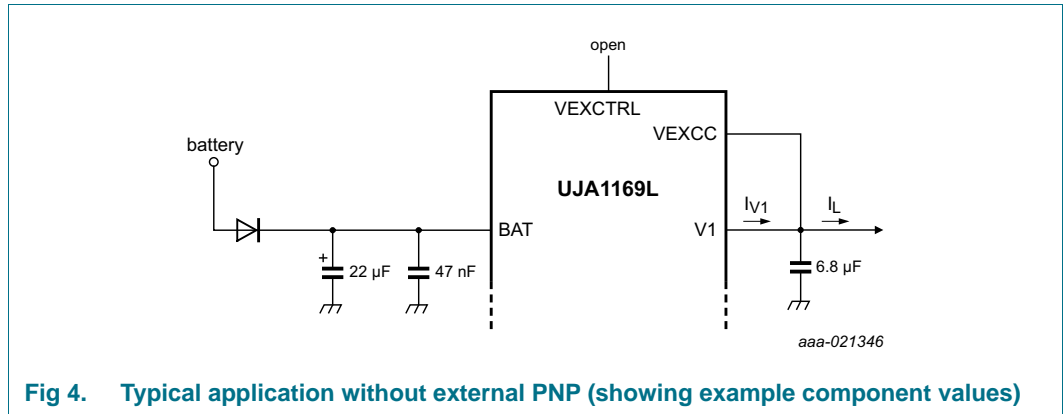 open
VEXCTRL
VEXCC
battery
UJA1169L
BAT
V1
IV1
IL
+
22 μF
47 nF
6.8 μF
aaa-021346
Fig 4. Typical application without external PNP (showing example component values)